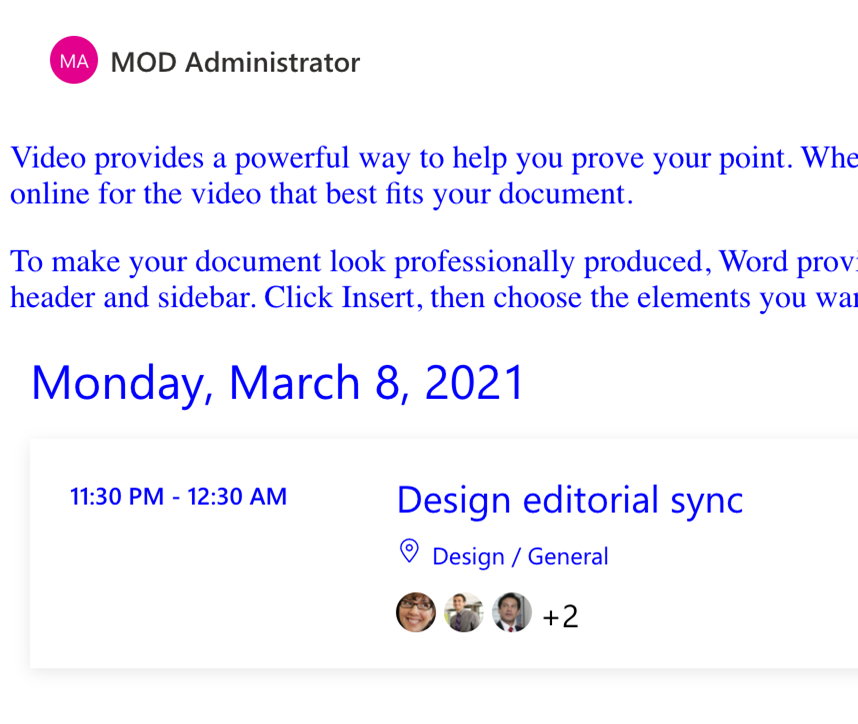 MA MOD Administrator
Video provides a powerful way to help you prove your point. Whe
online for the video that best fits your document.
To make your document look professionally produced, Word provi
header and sidebar. Click Insert, then choose the elements you wan
Monday, March 8, 2021
11:30 PM - 12:30 AM Design editorial sync
Design / General
+2